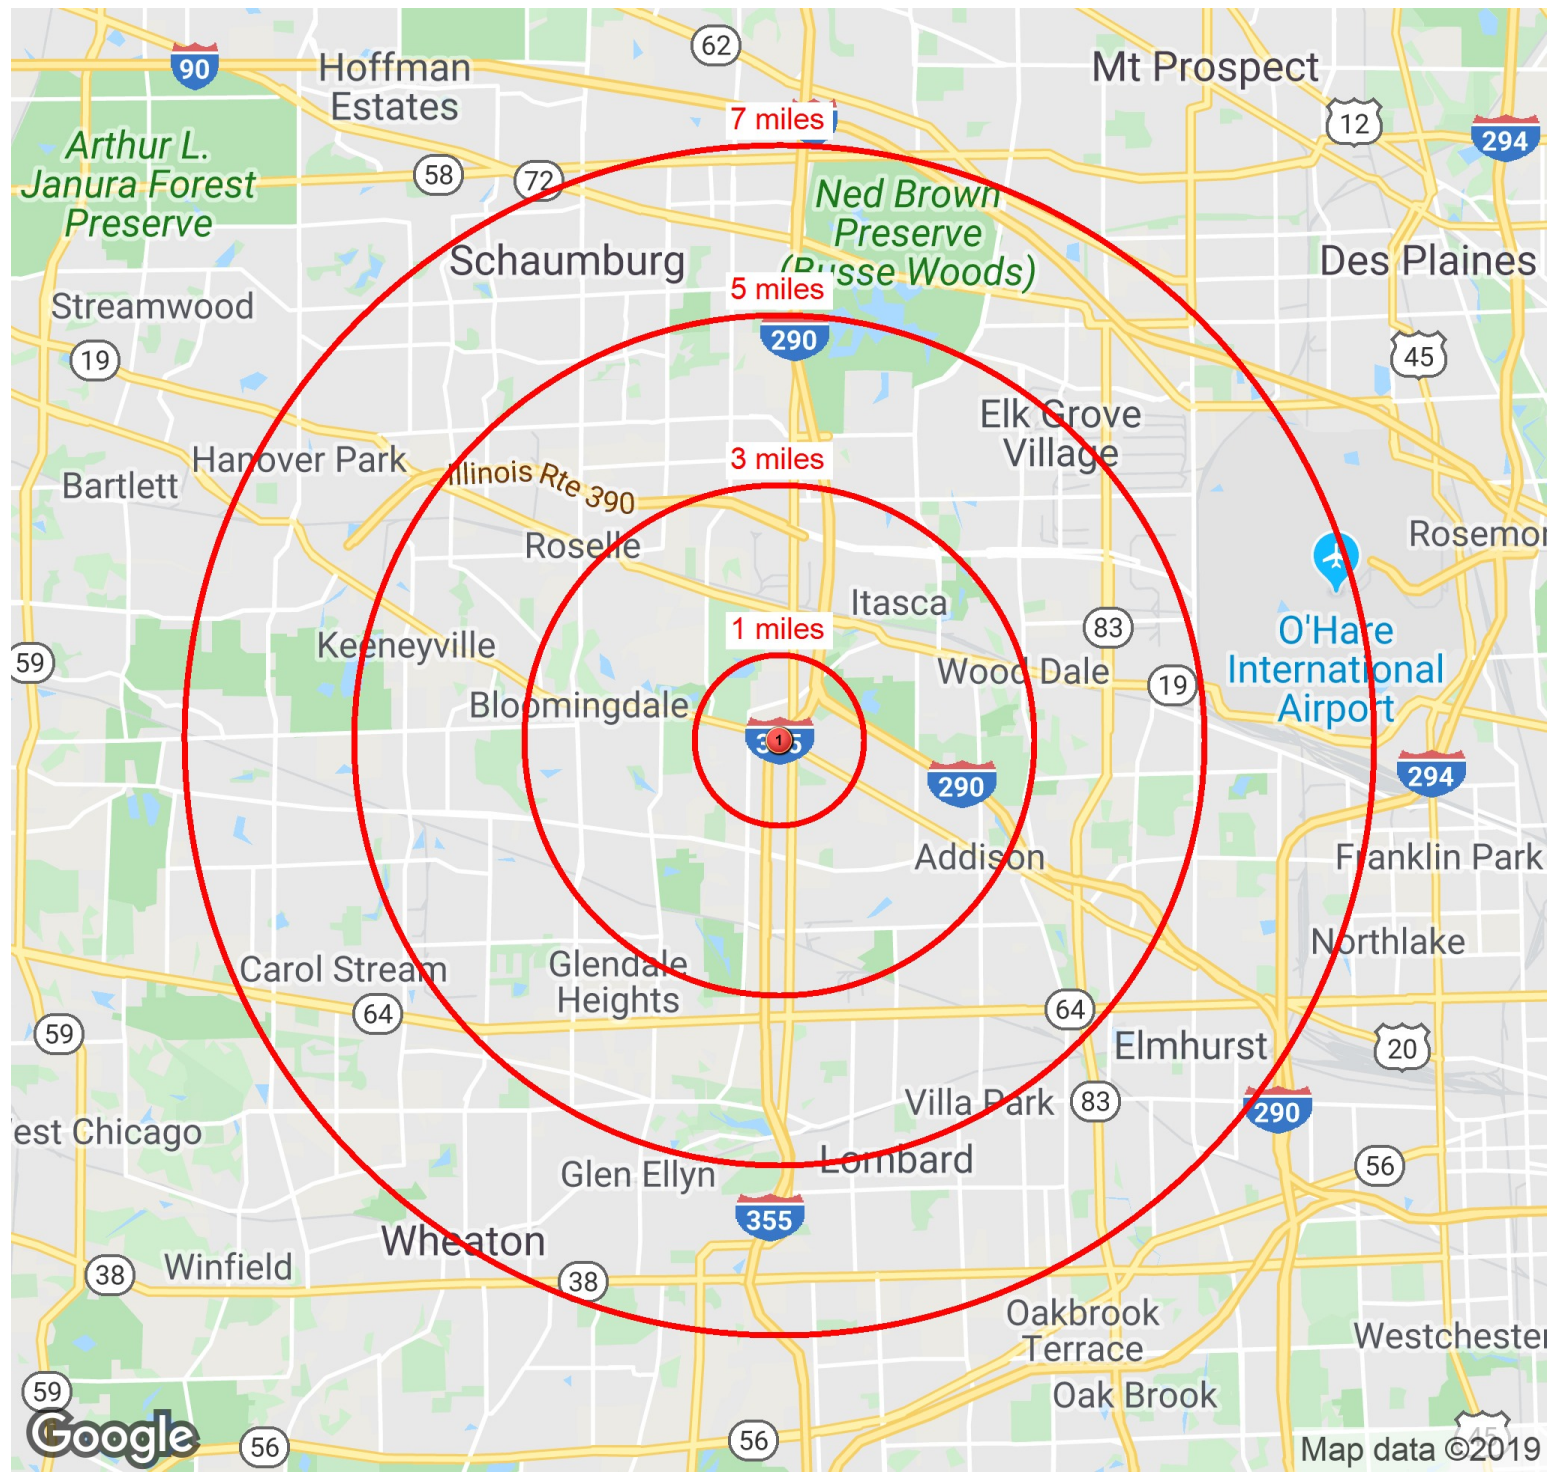 62
90
Hoffman
Estates
Mt Prospect
7 miles
12
294
Arthur L.
Janura Forest
Preserve
58
72
Ned Brown
Preserve
(Busse Woods)
Schaumburg
Des Plaines
5 miles
Streamwood
290
19
45
Elk Grove
Village
Hanover Park
3 miles
Bartlett
Illinois Rte 390
Roselle
Rosemon
Itasca
1 miles
83
O'Hare
International
Airport
Keeneyville
59
Wood Dale
19
Bloomingdale
1
290
294
Addison
Franklin Park
Northlake
Carol Stream
Glendale
Heights
64
64
59
Elmhurst
20
Villa Park
83
290
est Chicago
Lombard
56
Glen Ellyn
355
Wheaton
38
Winfield
38
Oakbrook
Terrace
Westchester
59
Oak Brook
Google
56
56
45
Map data ©2019